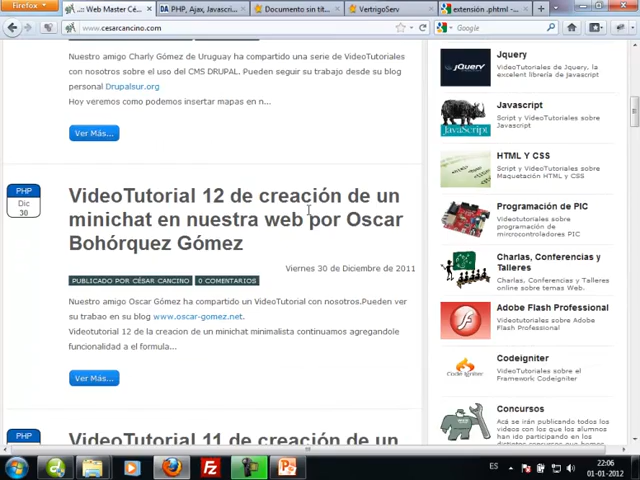 Firefox
..:: Web Master Cé...
PHP, Ajax, Javascri...
Documento sin tít...
VertrigoServ
extensión .phtml -...
www.cesarcancino.com
Google
Nuestro amigo Charly Gómez de Uruguay ha compartido una serie de VideoTutoriales
con nosotros sobre el uso del CMS DRUPAL. Pueden seguir su trabajo desde su blog
personal Drupalsur.org
Hoy veremos como podemos insertar mapas en n...
Ver Más...
PHP
Dic
30
VideoTutorial 12 de creación de un
minichat en nuestra web por Oscar
Bohórquez Gómez
Viernes 30 de Diciembre de 2011
PUBLICADO POR CÉSAR CANCINO
0 COMENTARIOS
Nuestro amigo Oscar Gómez ha compartido un VideoTutorial con nosotros.Pueden ver
su trabao en su blog www.oscar-gomez.net.
Videotutorial 12 de la creacion de un minichat minimalista continuamos agregandole
funcionalidad a el formula...
Ver Más...
PHP
VideoTutorial 11 de creación de un
jQuery
Jquery
VideoTutoriales de Jquery, la
excelent librería de Javascript
JAVASCRIPT
Javascript
Script y VideoTutoriales sobre
Javascript
HTML Y CSS
Script y VideoTutoriales sobre
Maquetación HTML y CSS
Programación de PIC
Videotutoriales sobre
programación de
mircrocontroladores PIC
Charlas, Conferencias y
Talleres
Charlas, Conferencias y Talleres
online sobre temas Web.
Adobe Flash Professional
Videotutoriales sobre Adobe
Flash Professional
Code Igniter
Codeigniter
VideoTutoriales sobre el
Framework Codeigniter
Concursos
Acá se irán publicando todos los
videos con los que los alumnos
han ido participando en los
ES
22:06
01-01-2012